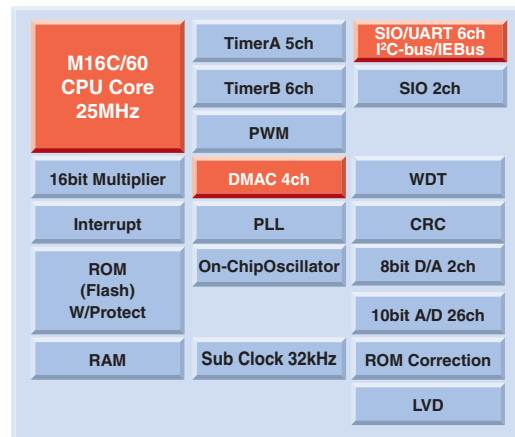 M16C/60
CPU Core
25MHz
TimerA 5ch
SIO/UART 6ch
I²C-bus/IEBus
TimerB 6ch
SIO 2ch
PWM
16bit Multiplier
DMAC 4ch
WDT
Interrupt
PLL
CRC
ROM
(Flash)
W/Protect
On-ChipOscillator
8bit D/A 2ch
10bit A/D 26ch
RAM
Sub Clock 32kHz
ROM Correction
LVD